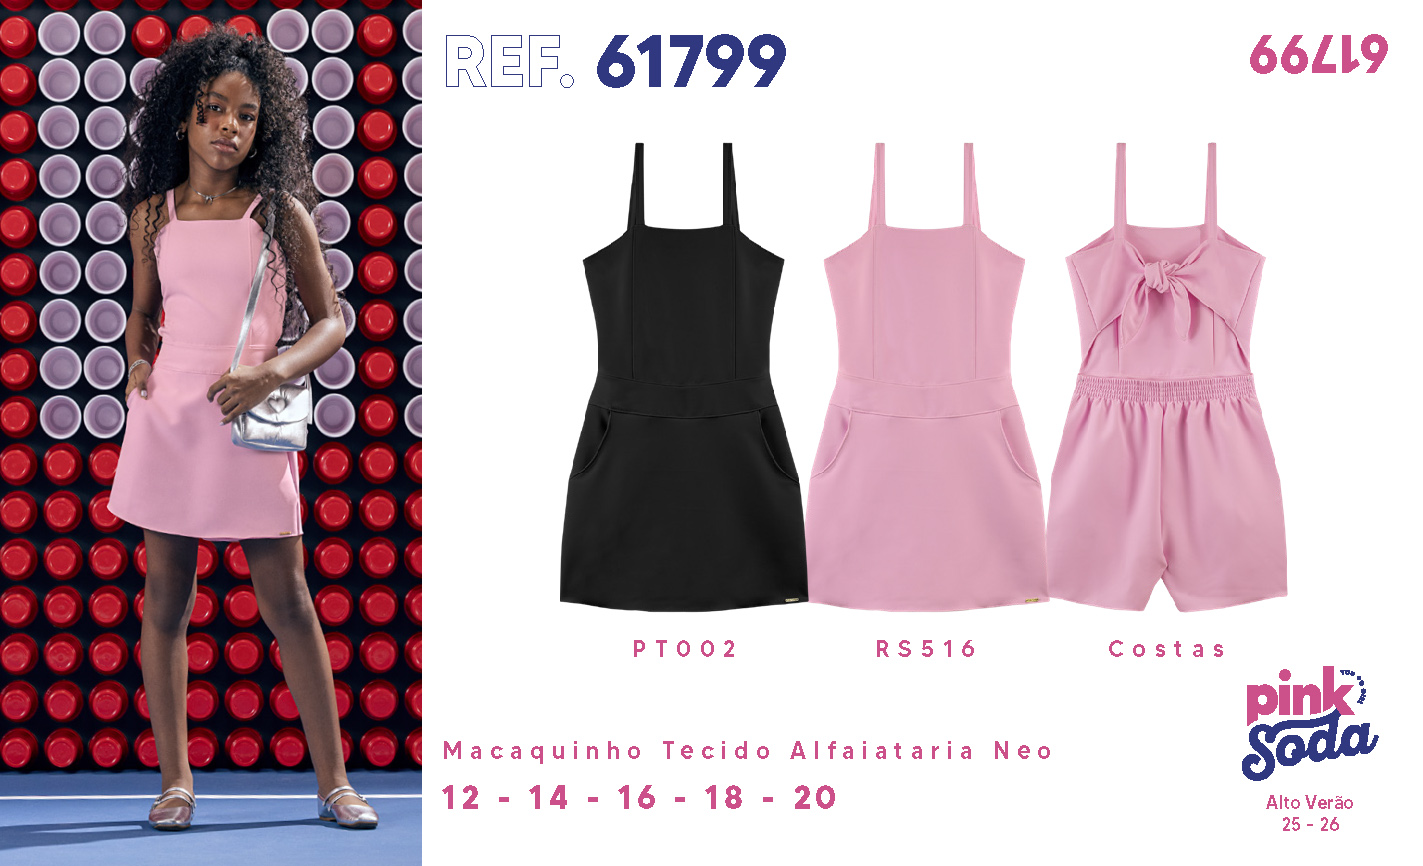 REF. 61799
61799
PT002
RS516
Costas
pink
Soda
Macaquinho Tecido Alfaiataria Neo
12 - 14 - 16 - 18 - 20
Alto Verão
25 - 26